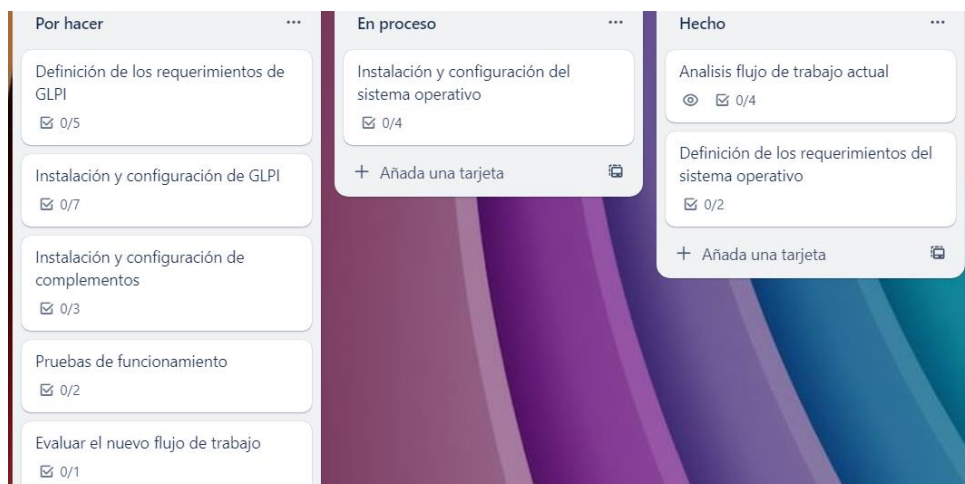 Por hacer
Definición de los requerimientos de
GLPI
0/5
Instalación y configuración de GLPI
0/7
Instalación y configuración de
complementos
0/3
Pruebas de funcionamiento
0/2
Evaluar el nuevo flujo de trabajo
0/1
En proceso
Instalación y configuración del
sistema operativo
0/4
+ Añada una tarjeta
Hecho
Analisis flujo de trabajo actual
0/4
Definición de los requerimientos del
sistema operativo
0/2
+ Añada una tarjeta